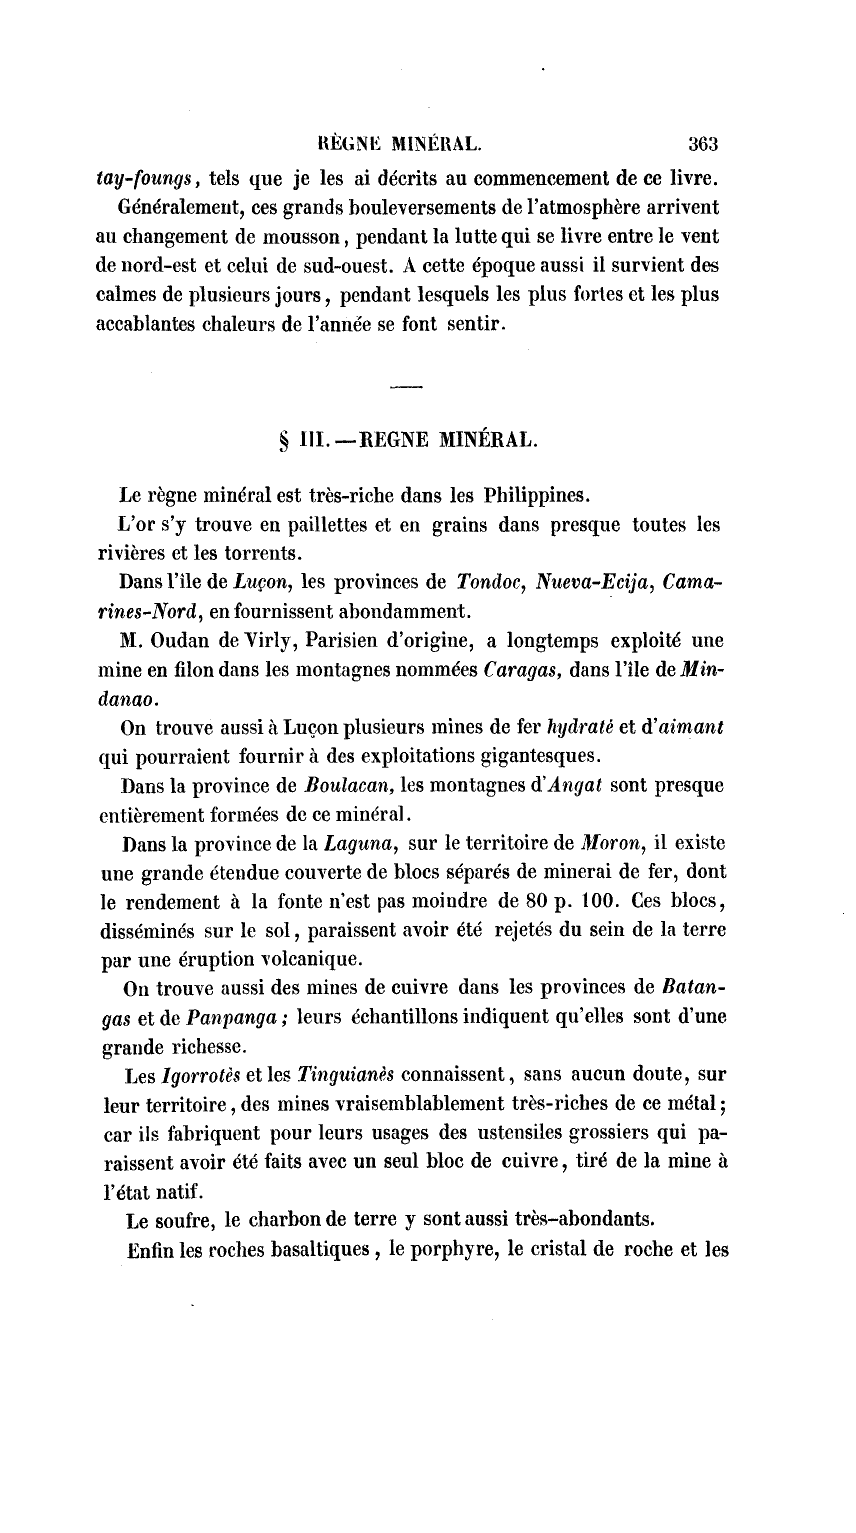 RÈGNE MINÉRAL. 363
tay-foungs, tels que je les ai décrits au commencement de ce livre.
Généralement, ces grands bouleversements de l'atmosphère arrivent
au changement de mousson, pendant la lutte qui se livre entre le vent
de nord-est et celui de sud-ouest. A cette époque aussi il survient des
calmes de plusieurs jours, pendant lesquels les plus fortes et les plus
accablantes chaleurs de l'année se font sentir.
§ III. — REGNE MINÉRAL.
Le règne minéral est très-riche dans les Philippines.
L'or s'y trouve en paillettes et en grains dans presque toutes les
rivières et les torrents.
Dans l'île de Luçon, les provinces de Tondoc, Nueva-Ecija, Cama-
rines-Nord, en fournissent abondamment.
M. Oudan de Virly, Parisien d'origine, a longtemps exploité une
mine en filon dans les montagnes nommées Caragas, dans l'île de Min-
danao.
On trouve aussi à Luçon plusieurs mines de fer hydraté et d'aimant
qui pourraient fournir à des exploitations gigantesques.
Dans la province de Boulacan, les montagnes d'Angat sont presque
entièrement formées de ce minéral.
Dans la province de la Laguna, sur le territoire de Moron, il existe
une grande étendue couverte de blocs séparés de minerai de fer, dont
le rendement à la fonte n'est pas moindre de 80 p. 100. Ces blocs,
disséminés sur le sol, paraissent avoir été rejetés du sein de la terre
par une éruption volcanique.
On trouve aussi des mines de cuivre dans les provinces de Batan-
gas et de Panpanga; leurs échantillons indiquent qu'elles sont d'une
grande richesse.
Les Igorrotès et les Tinguianès connaissent, sans aucun doute, sur
leur territoire, des mines vraisemblablement très-riches de ce métal;
car ils fabriquent pour leurs usages des ustensiles grossiers qui pa-
raissent avoir été faits avec un seul bloc de cuivre, tiré de la mine à
l'état natif.
Le soufre, le charbon de terre y sont aussi très-abondants.
Enfin les roches basaltiques, le porphyre, le cristal de roche et les